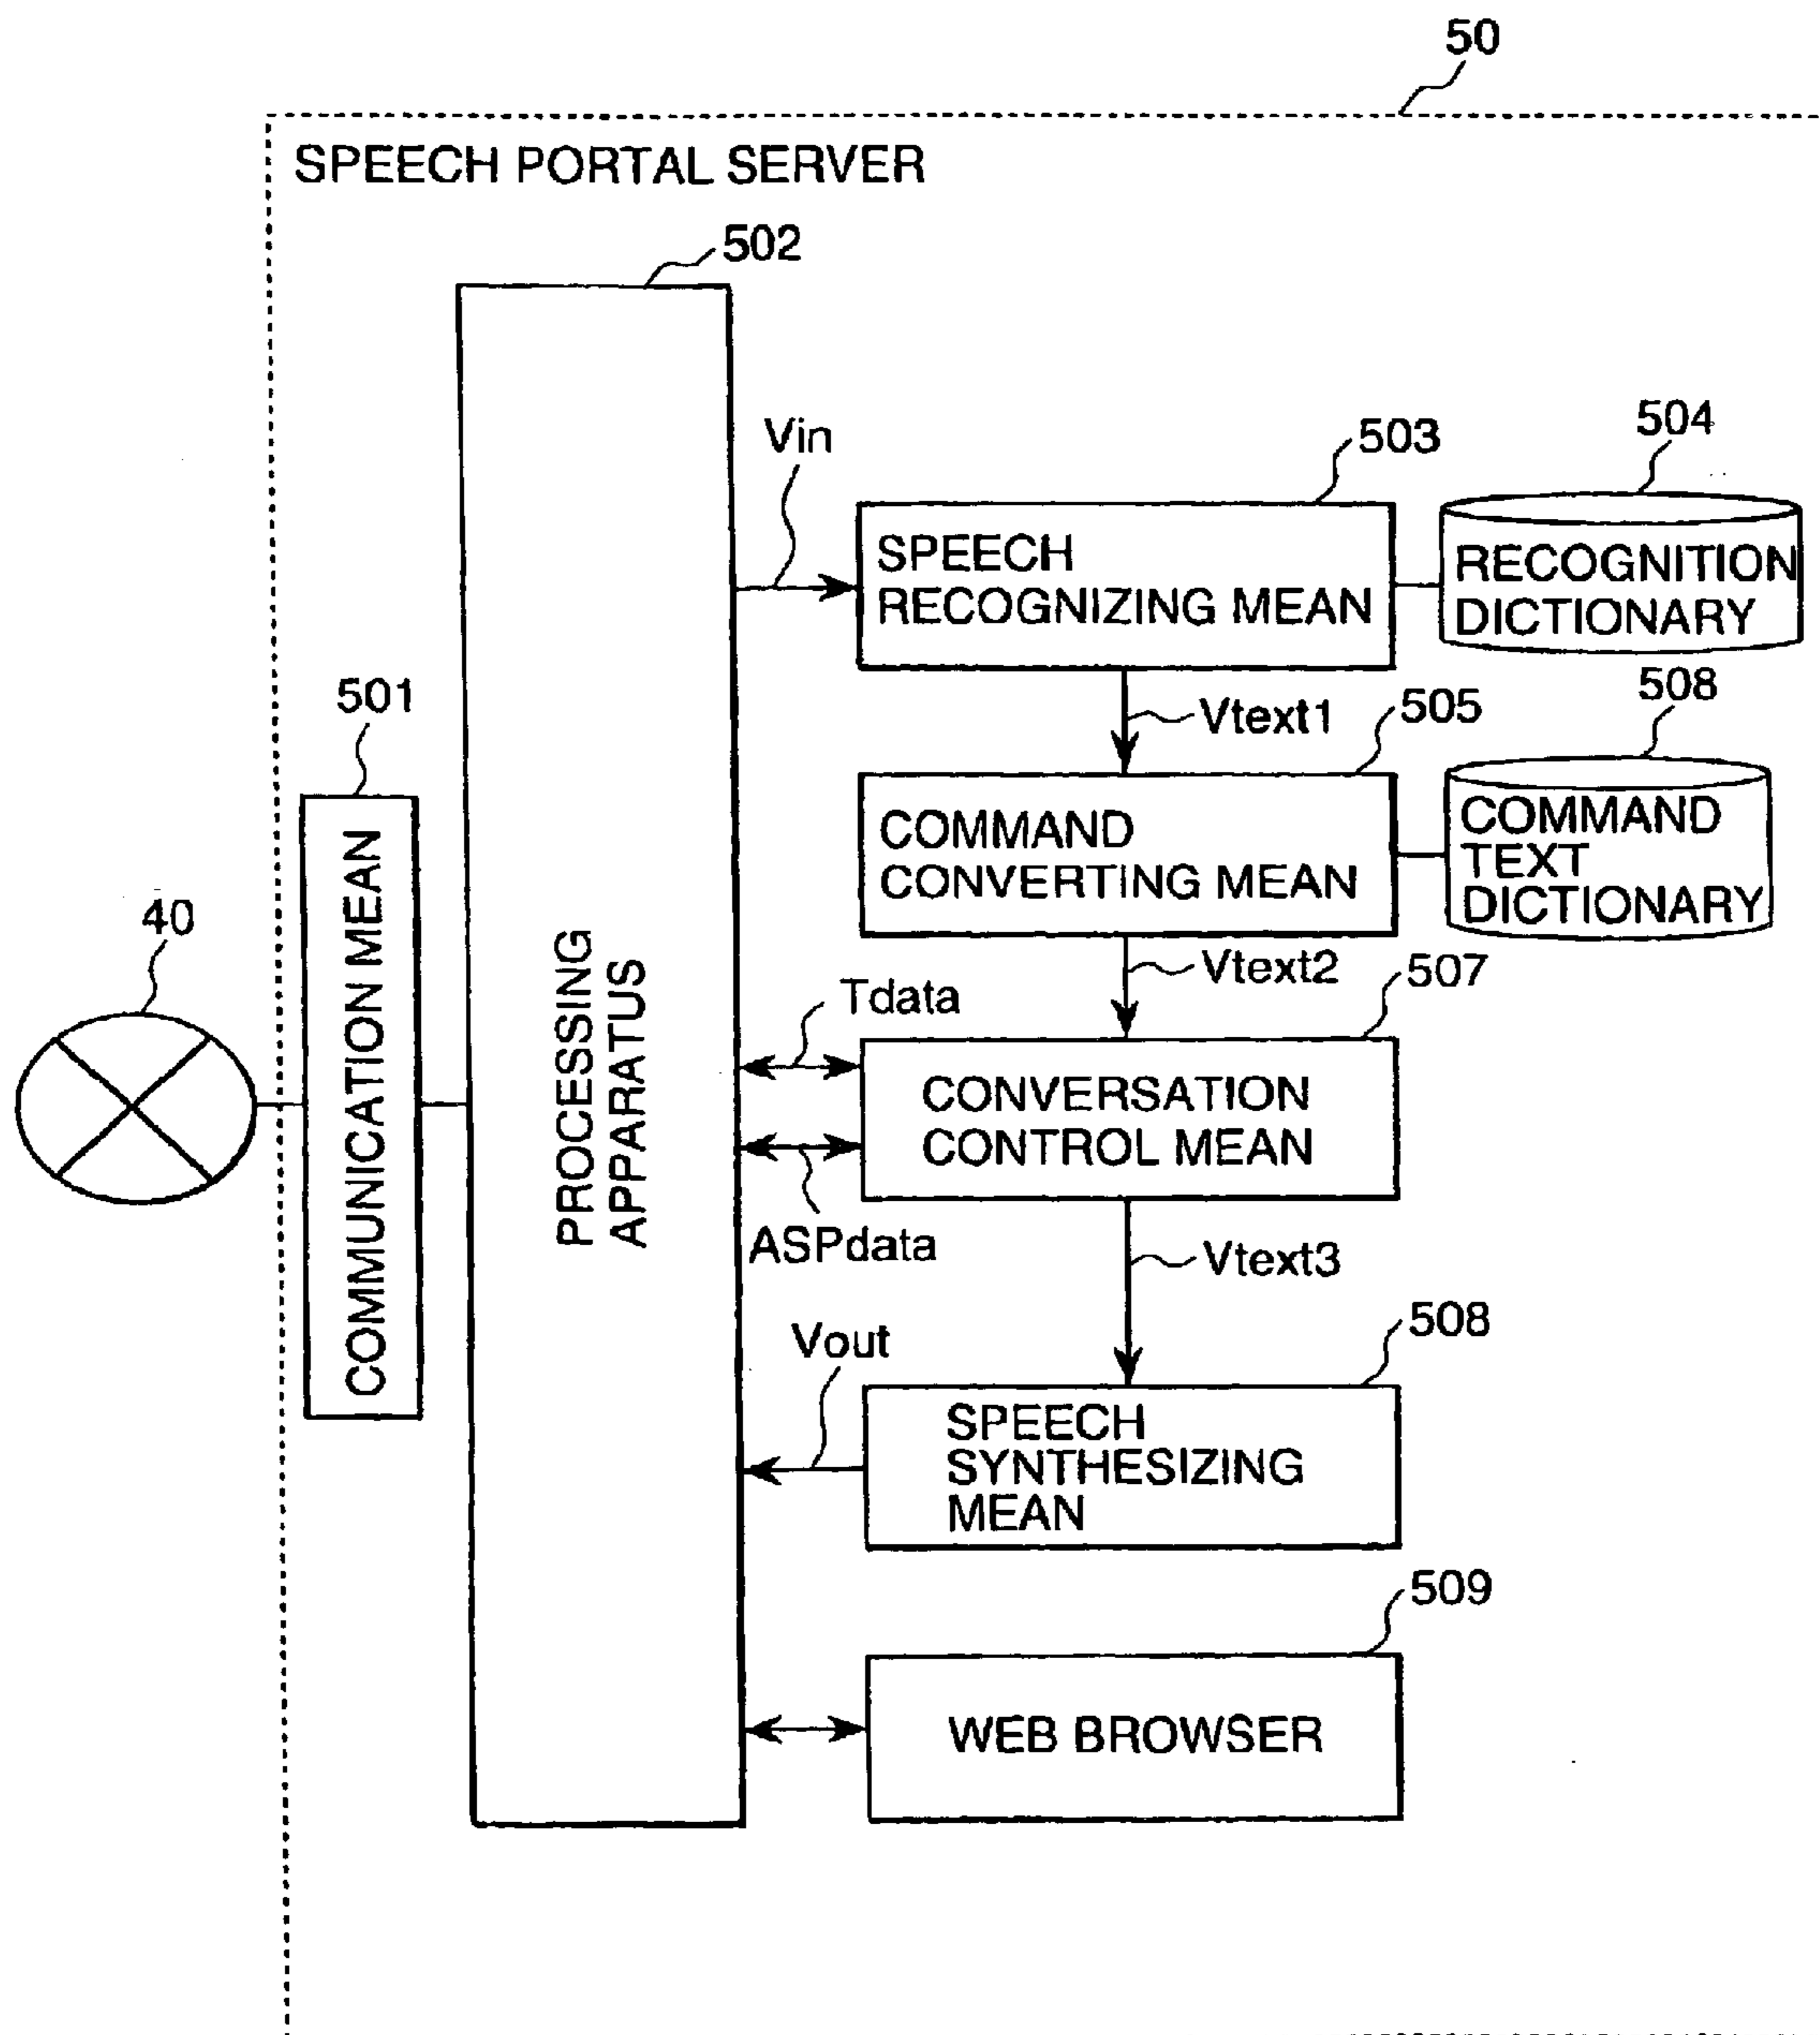 50
SPEECH PORTAL SERVER
502
Vin
503
504
SPEECH
RECOGNIZING MEAN
RECOGNITION
DICTIONARY
501
Vtext1
505
508
COMMUNICATION MEAN
COMMAND
CONVERTING MEAN
COMMAND
TEXT
DICTIONARY
40
PROCESSING
APPARATUS
Tdata
Vtext2
507
CONVERSATION
CONTROL MEAN
ASPdata
Vtext3
Vout
508
SPEECH
SYNTHESIZING
MEAN
509
WEB BROWSER